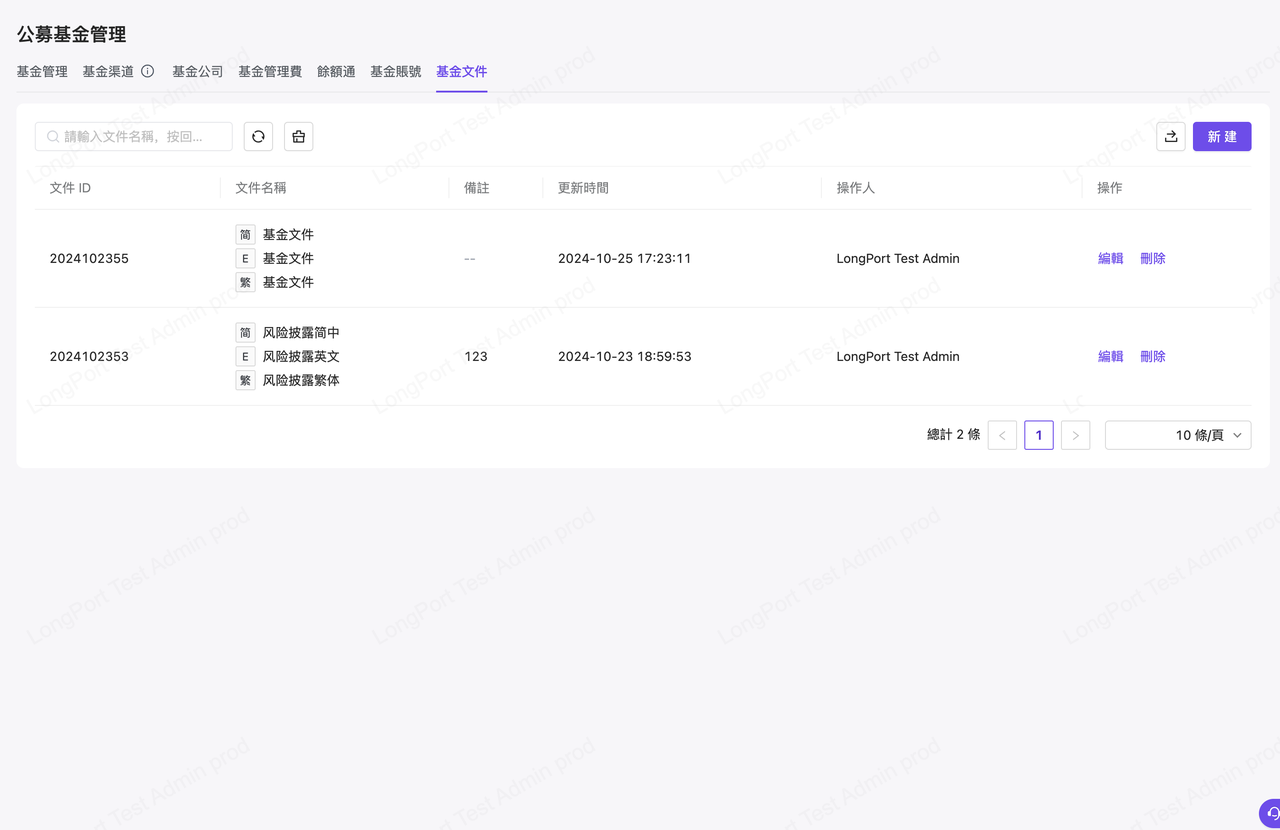 公募基金管理
基金管理 基金渠道 基金公司 基金管理費 餘額通 基金賬號 基金文件
請輸入文件名稱，按回...
新 建
文件 ID 文件名稱 備註 更新時間 操作人 操作
简 基金文件
2024102355 E 基金文件 -- 2024-10-25 17:23:11 LongPort Test Admin 編輯 刪除
繁 基金文件
简 风险披露简中
2024102353 E 风险披露英文 123 2024-10-23 18:59:53 LongPort Test Admin 編輯 刪除
繁 风险披露繁体
總計 2 條 < 1 > 10 條/頁
LongPort Test Admin prod